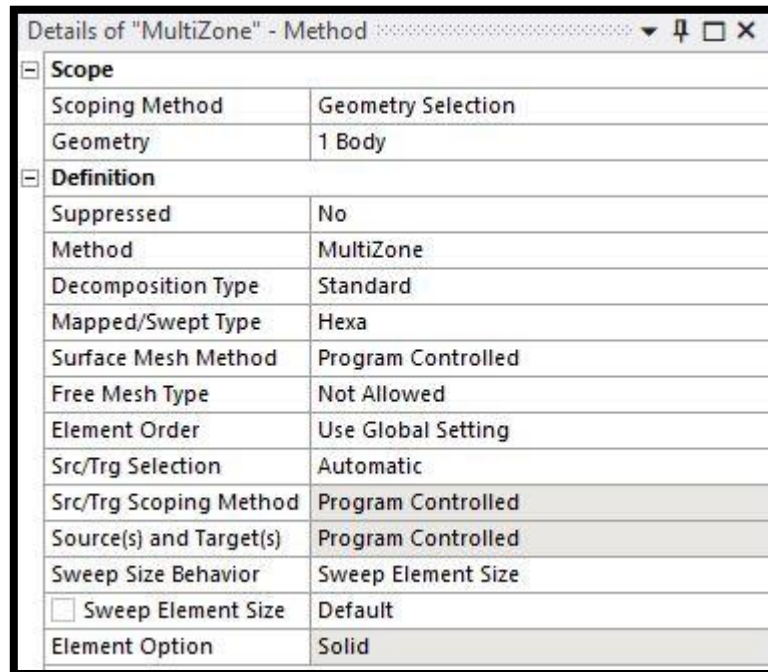 Details of "MultiZone" - Method
Scope
Scoping Method Geometry Selection
Geometry 1 Body
Definition
Suppressed No
Method MultiZone
Decomposition Type Standard
Mapped/Swept Type Hexa
Surface Mesh Method Program Controlled
Free Mesh Type Not Allowed
Element Order Use Global Setting
Src/Trg Selection Automatic
Src/Trg Scoping Method Program Controlled
Source(s) and Target(s) Program Controlled
Sweep Size Behavior Sweep Element Size
Sweep Element Size Default
Element Option Solid